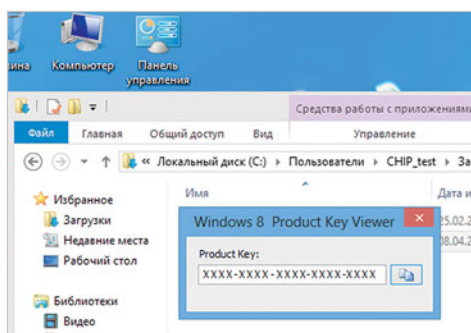 зина
Компьютер
Панель
управления
Средства работы с приложениями
Файл Главная Общий доступ Вид Управление
« Локальный диск (C:) Пользователи CHIP_test За
Избранное
Загрузки
Недавние места
Рабочий стол
Библиотеки
Видео
Имя Дата и
25.02.2
08.04.2
Windows 8 Product Key Viewer
Product Key:
XXXX-XXXX-XXXX-XXXX-XXXX